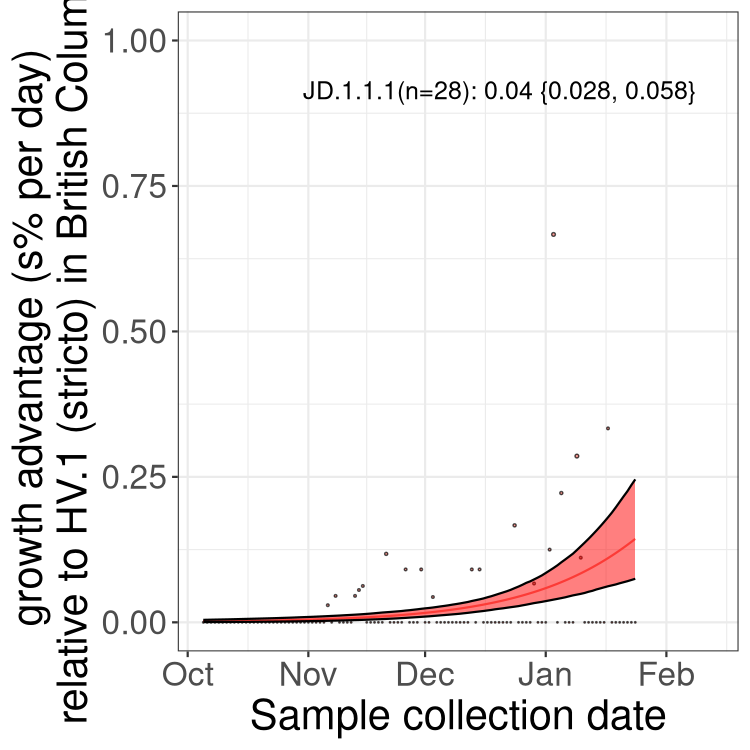 growth advantage (s% per day)
relative to HV.1 (stricto) in British Colum
1.00
0.75
0.50
0.25
0.00
JD.1.1.1(n=28): 0.04 {0.028, 0.058}
Oct Nov Dec Jan Feb
Sample collection date